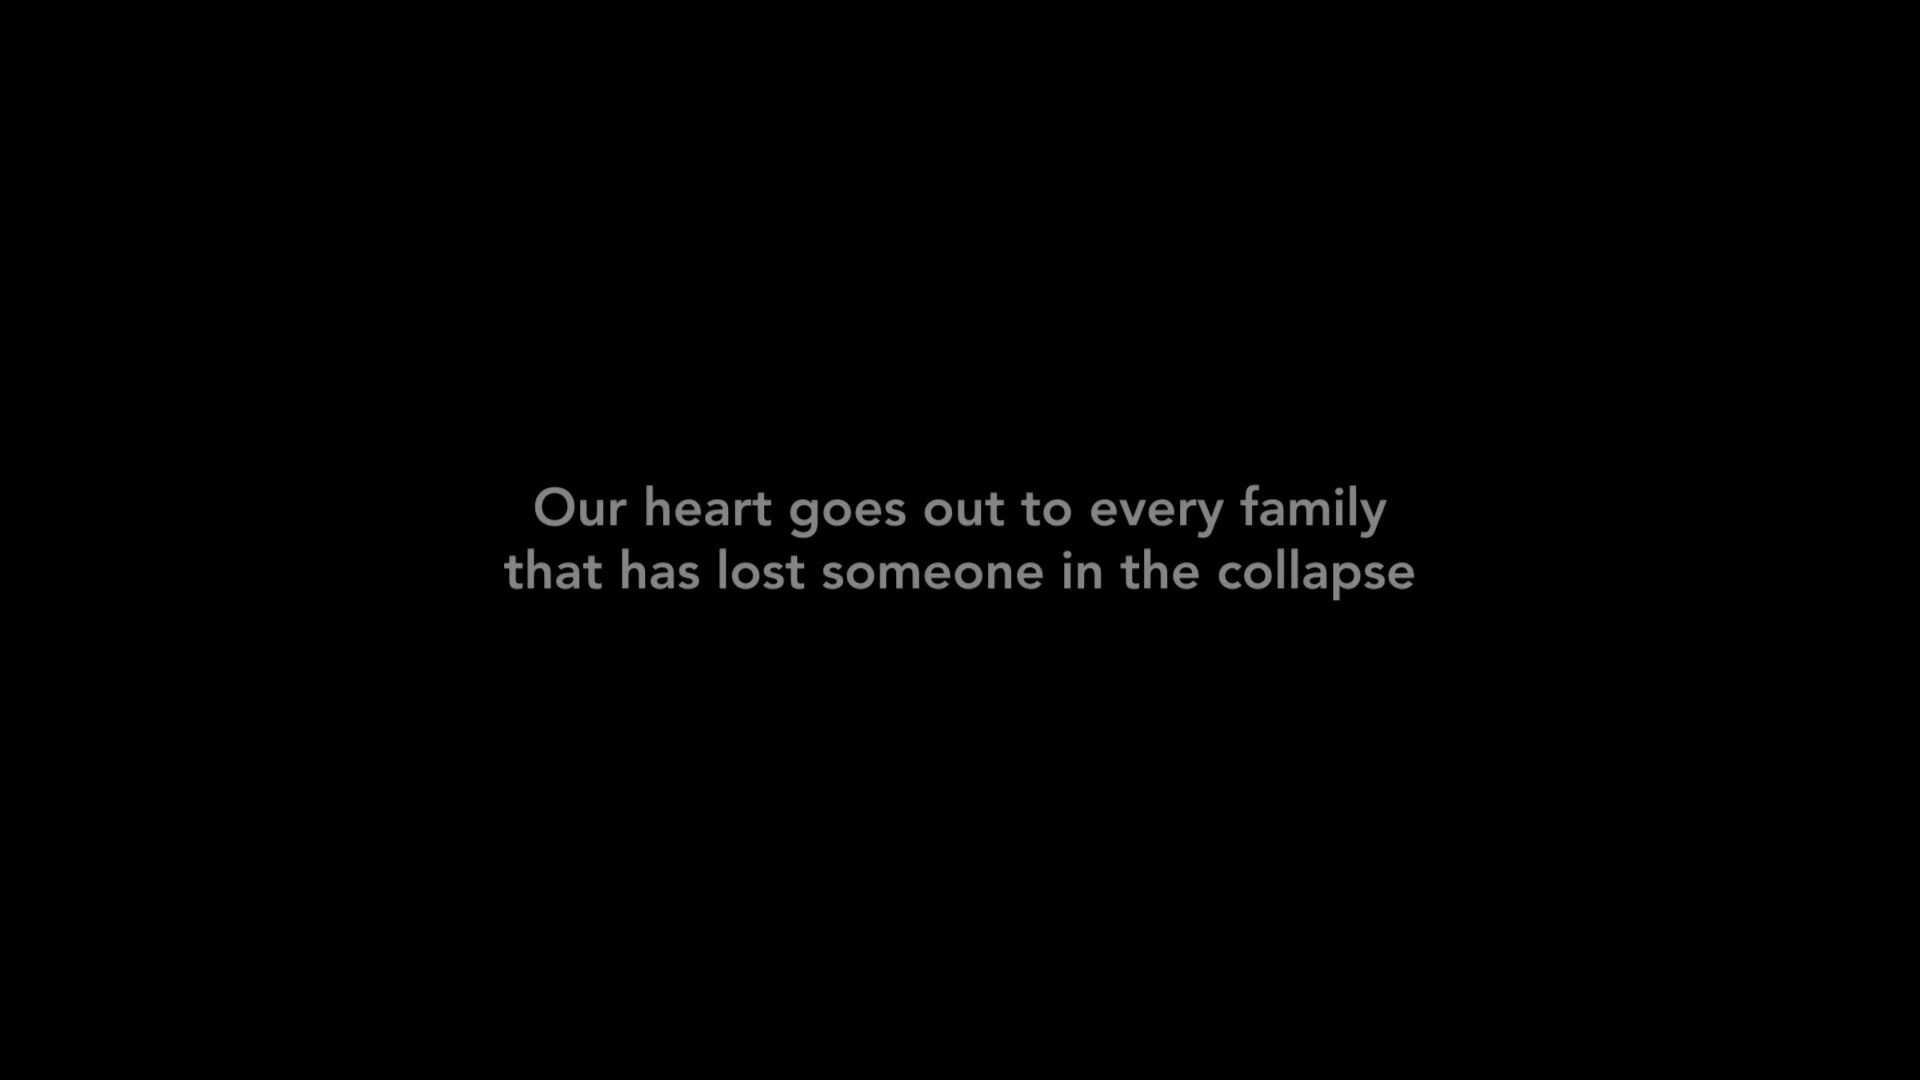 Our heart goes out to every family
that has lost someone in the collapse